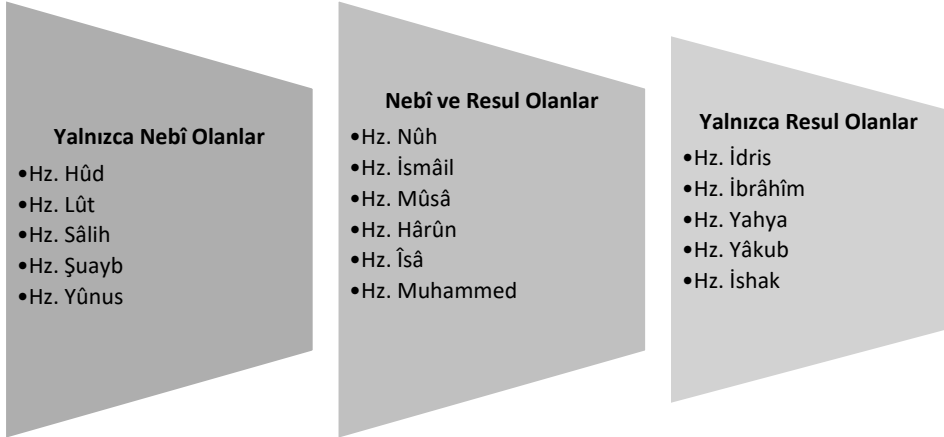 Yalnızca Nebî Olanlar
•Hz. Hûd
•Hz. Lût
•Hz. Sâlih
•Hz. Şuayb
•Hz. Yûnus
Nebî ve Resul Olanlar
•Hz. Nûh
•Hz. İsmâil
•Hz. Mûsâ
•Hz. Hârûn
•Hz. Îsâ
•Hz. Muhammed
Yalnızca Resul Olanlar
•Hz. İdris
•Hz. İbrâhîm
•Hz. Yahya
•Hz. Yâkub
•Hz. İshak